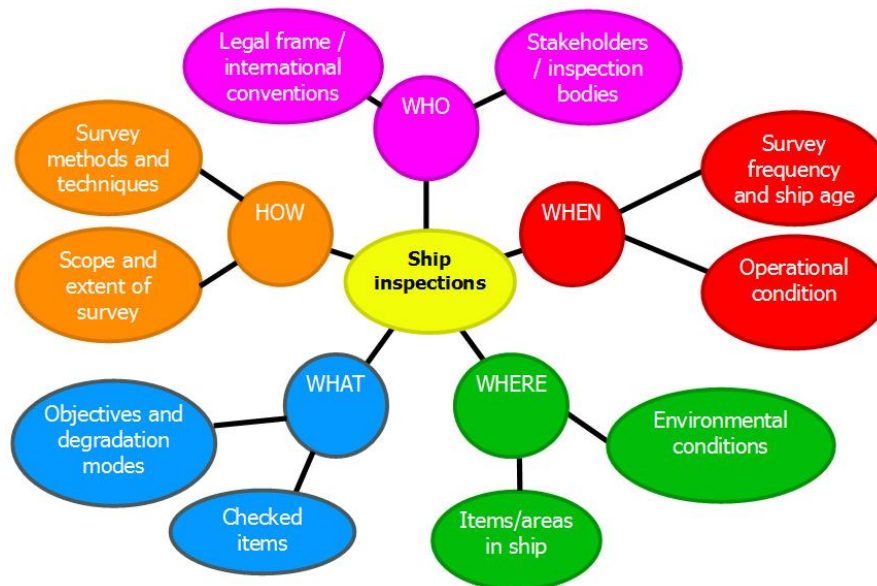 Legal frame /
international
conventions
Stakeholders
/ inspection
bodies
WHO
Survey
methods and
techniques
HOW
Scope and
extent of
survey
WHEN
Survey
frequency
and ship age
Operational
condition
Ship
inspections
WHAT
Objectives and
degradation
modes
Checked
items
WHERE
Environmental
conditions
Items/areas
in ship